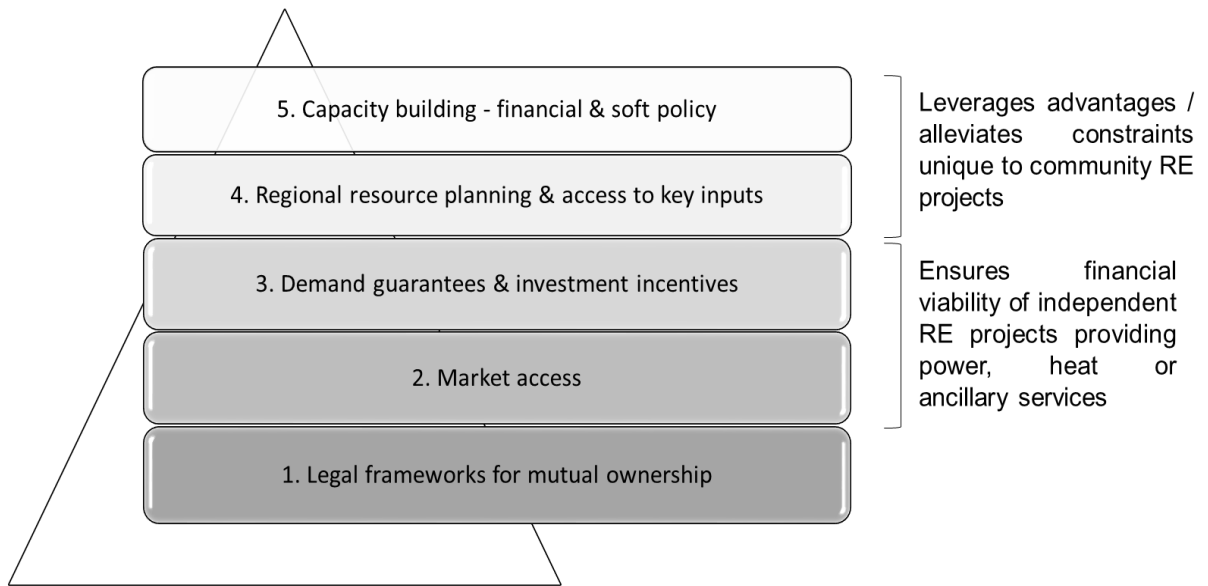 5. Capacity building - financial & soft policy
4. Regional resource planning & access to key inputs
3. Demand guarantees & investment incentives
2. Market access
1. Legal frameworks for mutual ownership
Leverages advantages /
alleviates constraints
unique to community RE
projects
Ensures financial
viability of independent
RE projects providing
power, heat or
ancillary services